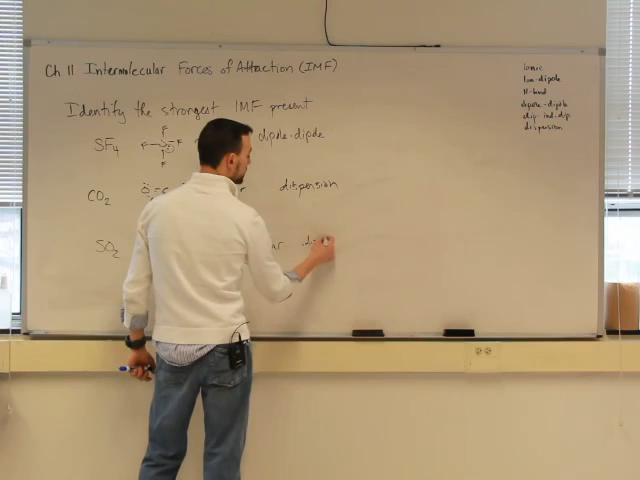 Ch 11 Intermolecular Forces of Attraction (IMF)
Identify the strongest IMF present
SF4 F F F F dipole-dipole
CO2 dispersion
SO2 ar
ionic
Ion-dipole
H-bond
dipole-dipole
dip-ind-dip
dispersion